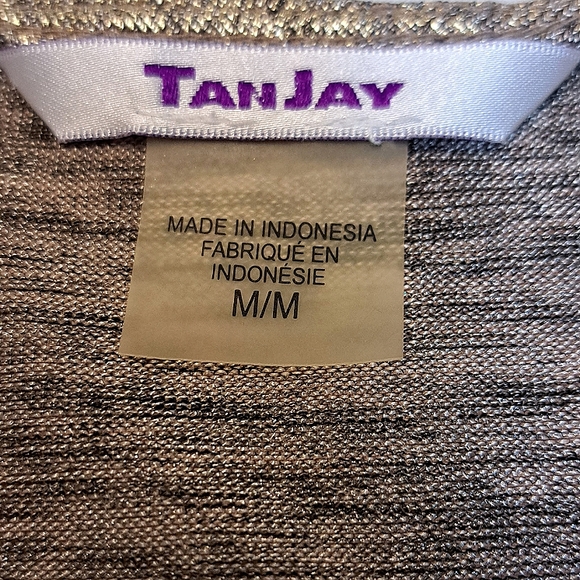 TANJAY
MADE IN INDONESIA
FABRIQUÉ EN
INDONÉSIE
M/M